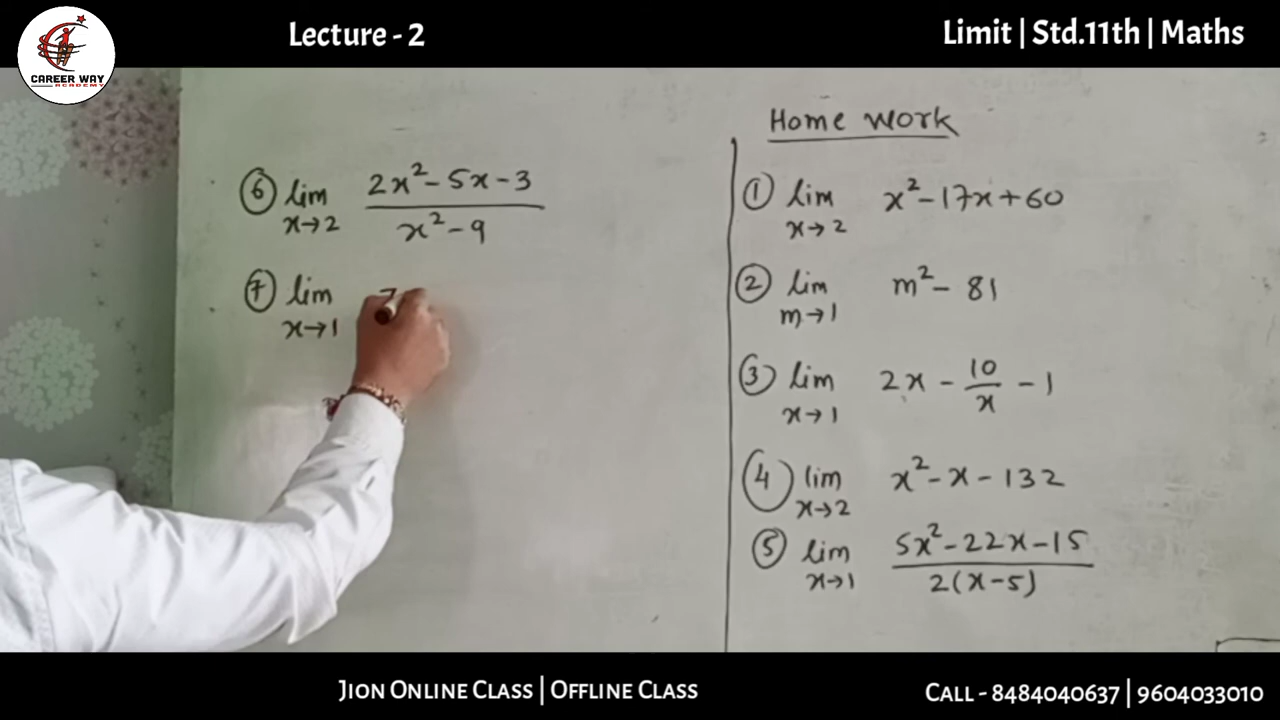 Lecture - 2
Limit | Std.11th | Maths
CAREER WAY
ACADEMY
⑥ lim 2x² - 5x - 3
x→2 x² - 9
⑦ lim
x→1
Home Work
① lim x² - 17x + 60
x→2
② lim m² - 81
m→1
③ lim 2x - 10/x - 1
x→1
④ lim x² - x - 132
x→2
⑤ lim 5x² - 22x - 15
x→1 2(x-5)
Jion Online Class | Offline Class
Call - 8484040637 | 9604033010